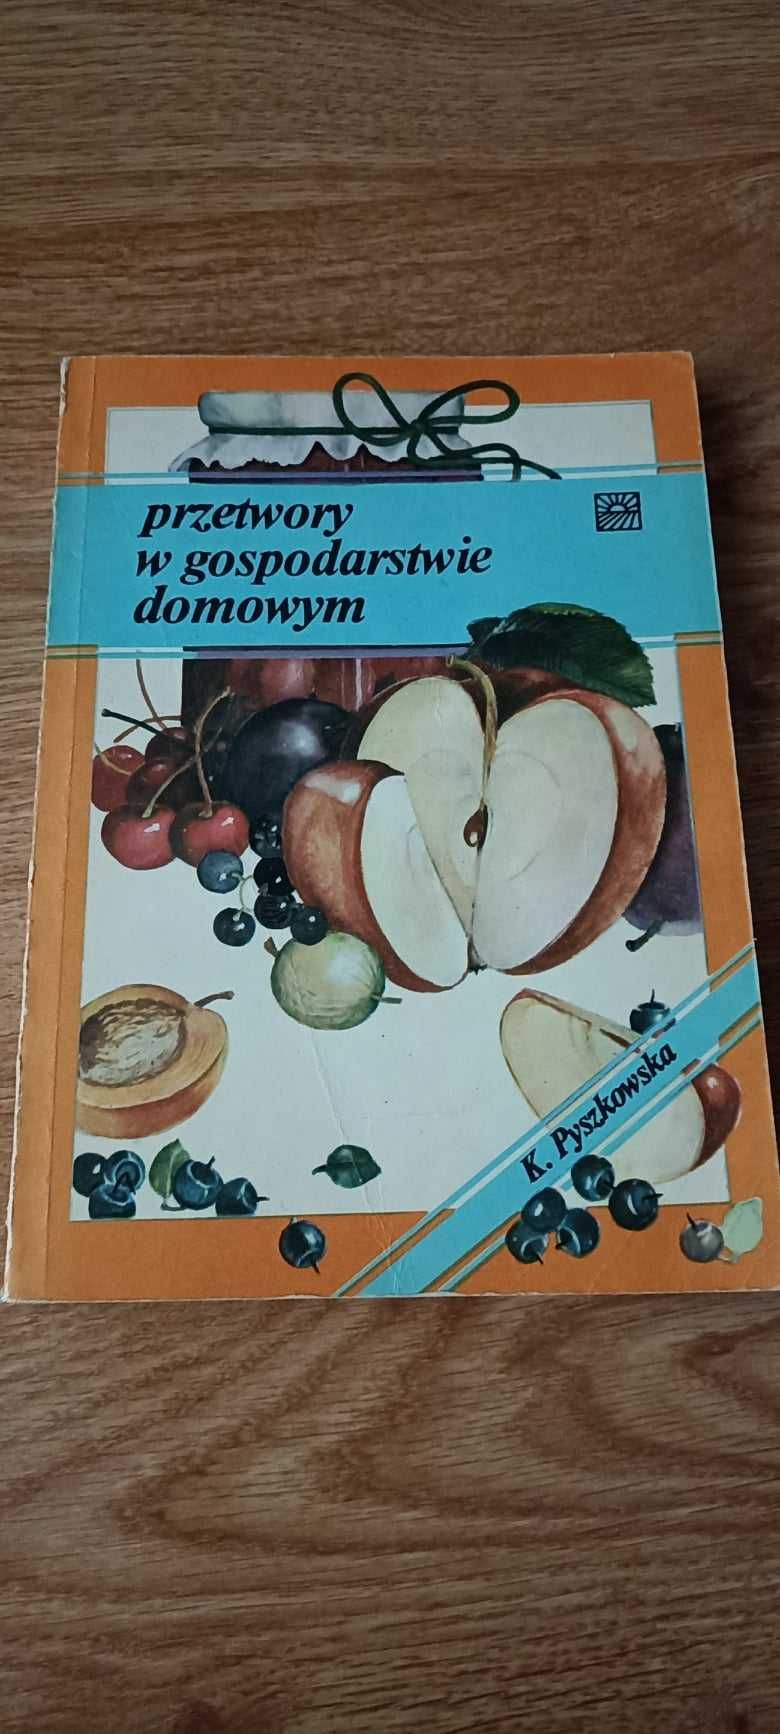 przetwory
w gospodarstwie
domowym
K. Pyszkowska